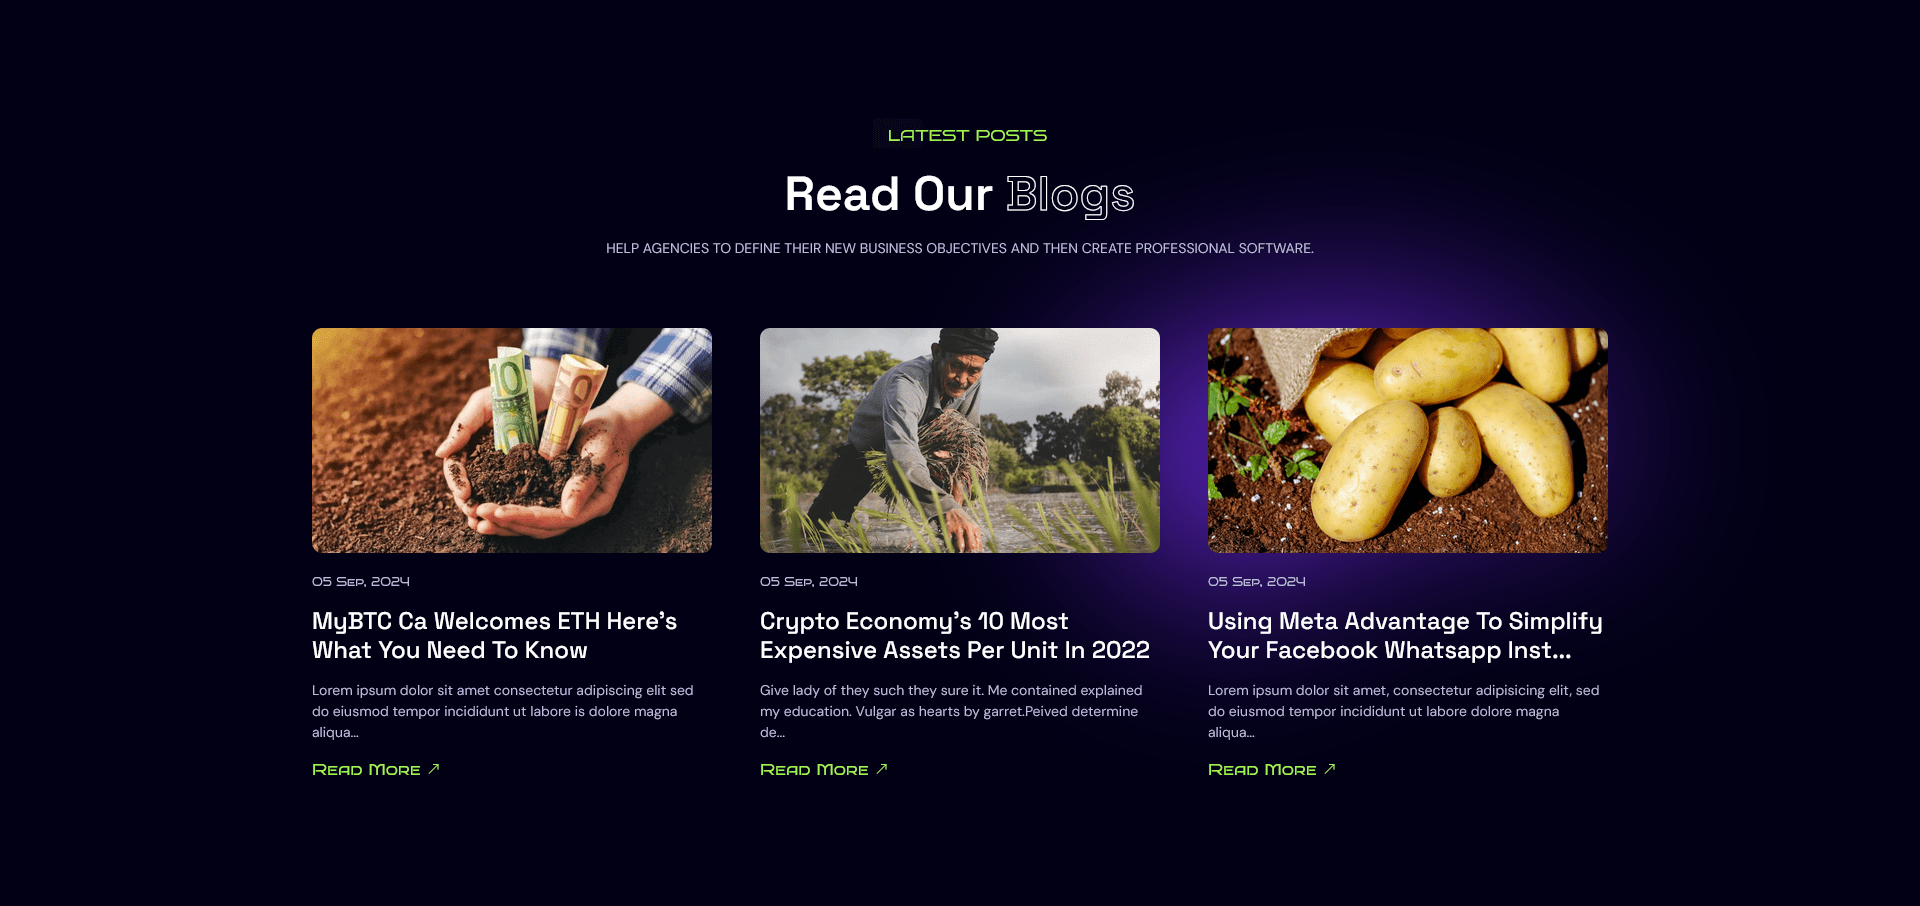 LATEST POSTS
Read Our Blogs
HELP AGENCIES TO DEFINE THEIR NEW BUSINESS OBJECTIVES AND THEN CREATE PROFESSIONAL SOFTWARE.
10
50
05 Sep, 2024
MyBTC Ca Welcomes ETH Here's
What You Need To Know
Lorem ipsum dolor sit amet consectetur adipiscing elit sed
do eiusmod tempor incididunt ut labore is dolore magna
aliqua...
Read More ↗
05 Sep, 2024
Crypto Economy's 10 Most
Expensive Assets Per Unit In 2022
Give lady of they such they sure it. Me contained explained
my education. Vulgar as hearts by garret.Peived determine
de...
Read More ↗
05 Sep, 2024
Using Meta Advantage To Simplify
Your Facebook Whatsapp Inst...
Lorem ipsum dolor sit amet, consectetur adipisicing elit, sed
do eiusmod tempor incididunt ut labore dolore magna
aliqua...
Read More ↗